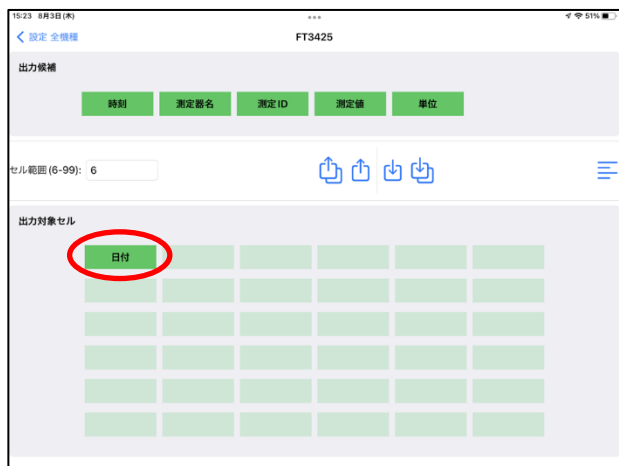 15:23 8月3日(木)
51%
設定 全機種
FT3425
出力候補
時刻 測定器名 測定ID 測定値 単位
セル範囲(6-99): 6
出力対象セル
日付